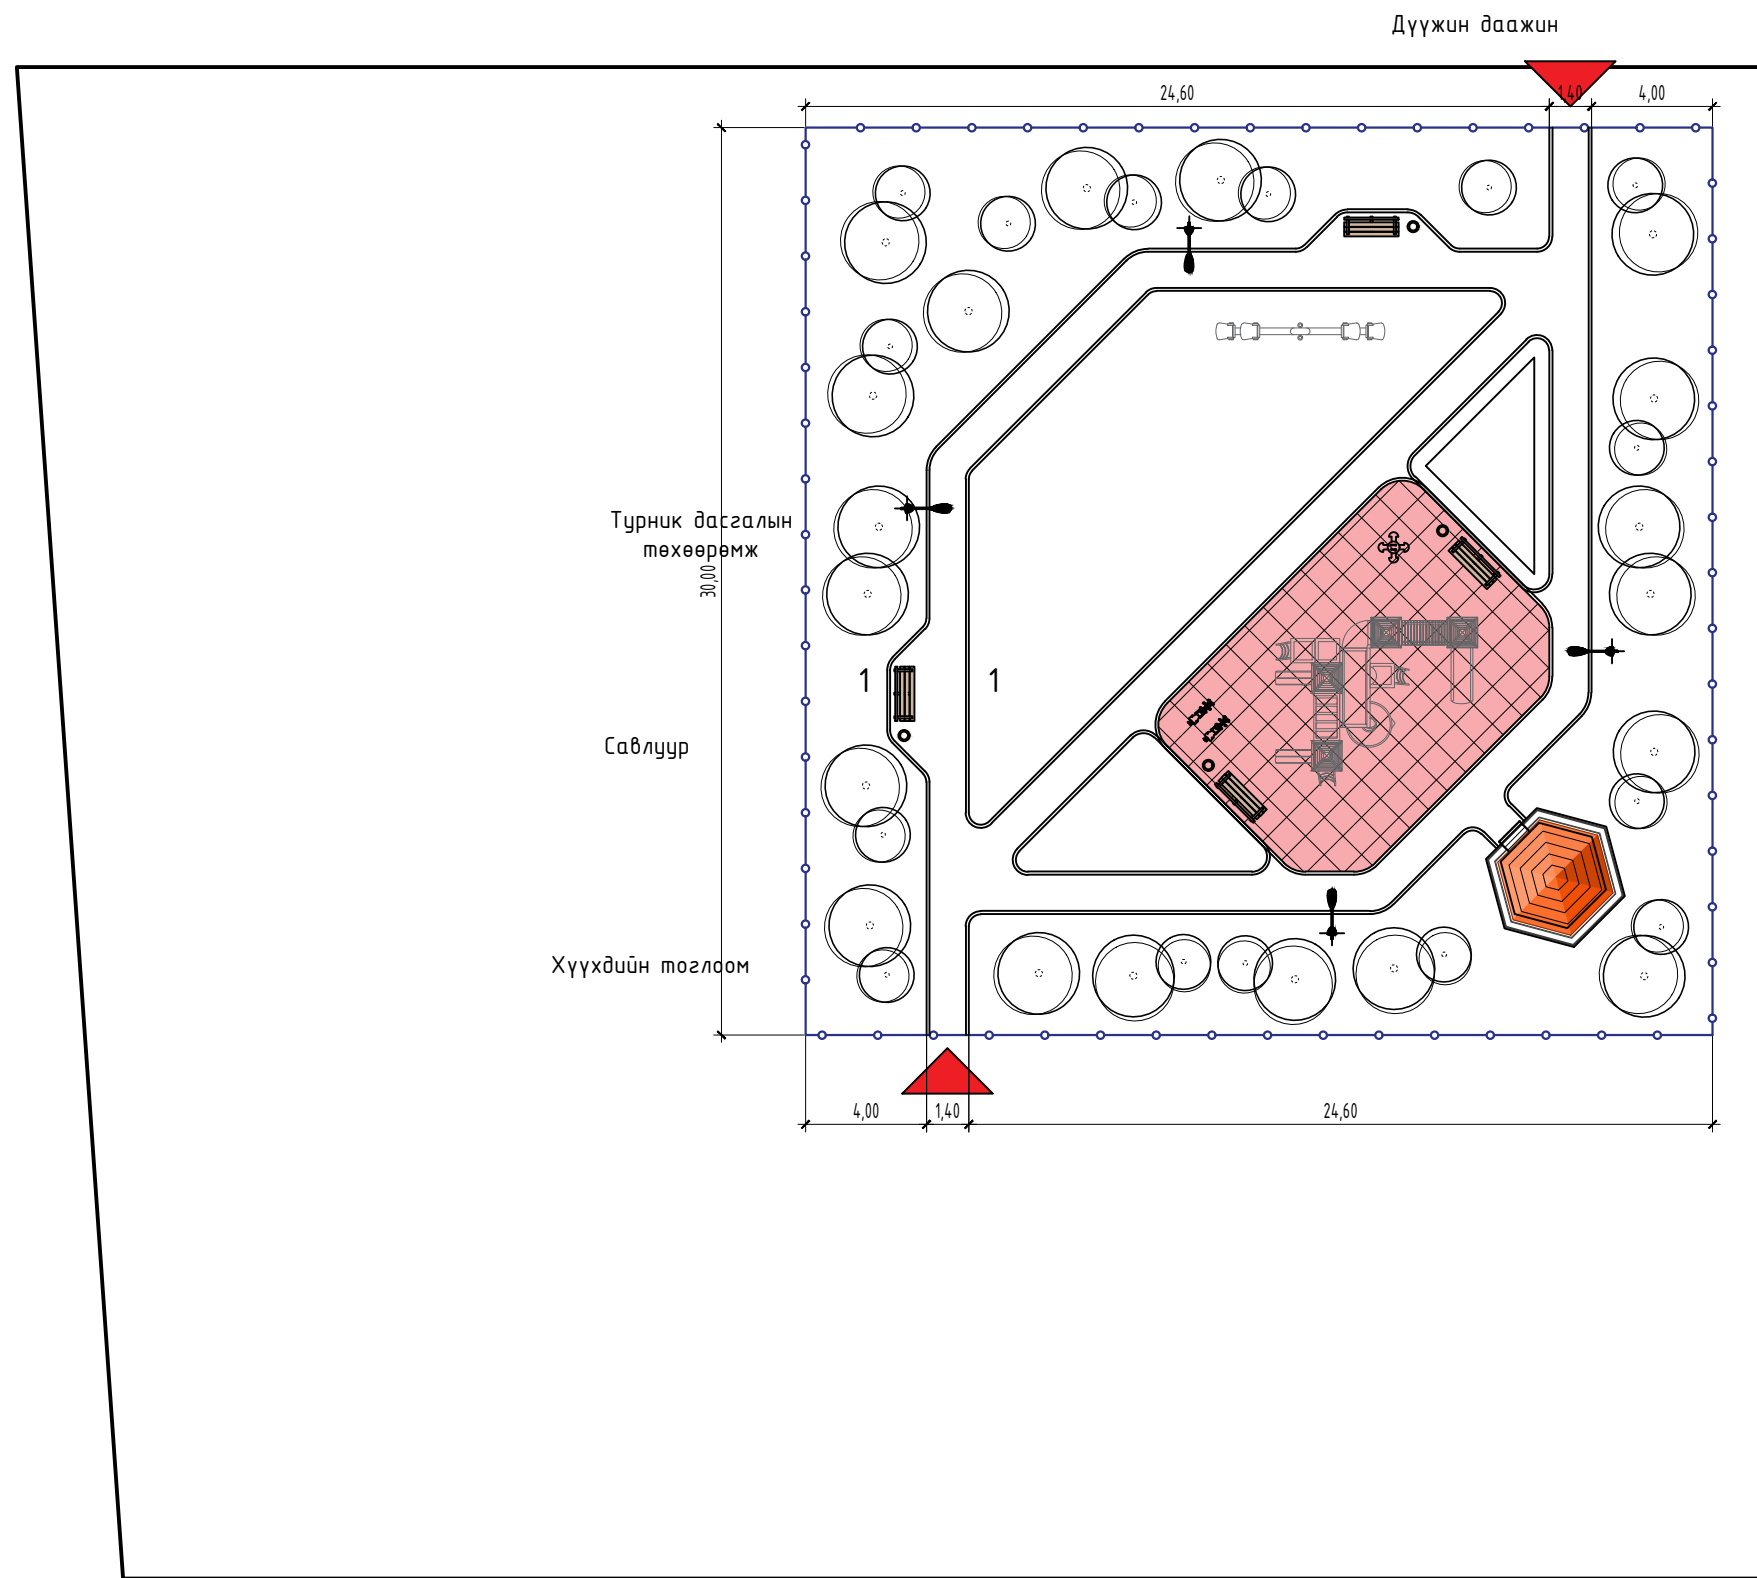 Дүүжин даажин
24,60
1,40
4,00
Турник дасгалын
төхөөрөмж
30,00
1
1
Савлуур
Хүүхдийн тоглоом
4,00
1,40
24,60